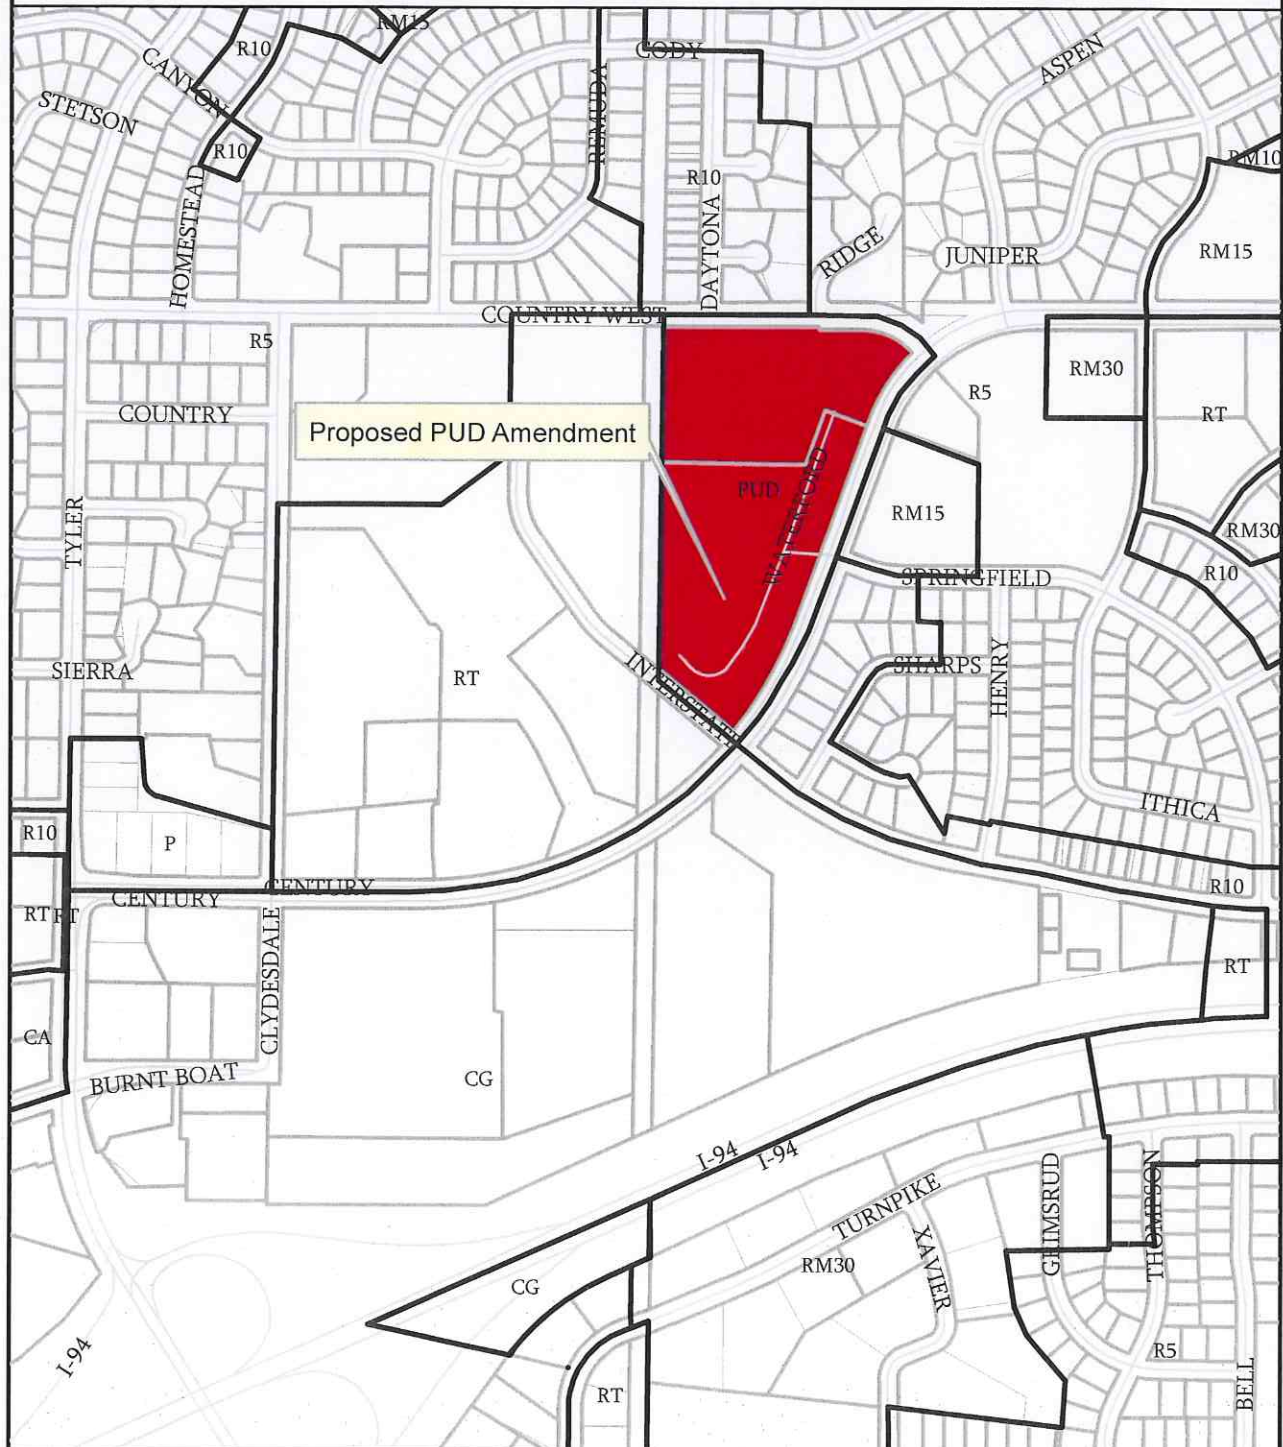 RM15
R10
CODY
ASPEN
CANYON
STETSON
REMUDA
R10
RM10
R10
HOMESTEAD
DAYTONA
RIDGE
JUNIPER
RM15
COUNTRY WEST
R5
RM30
R5
RT
COUNTRY
Proposed PUD Amendment
PUD
WATERFORD
TYLER
RM15
RM30
R10
SPRINGFIELD
SIERRA
RT
INTERSTATE
SHARPS
HENRY
ITHICA
R10
P
CENTURY
CENTURY
R10
RT
RT
CLYDESDALE
RT
CA
BURNT BOAT
CG
I-94
I-94
TURNPIKE
GRIMSRUD
THOMPSON
XAVIER
RM30
CG
I-94
R5
BELL
RT